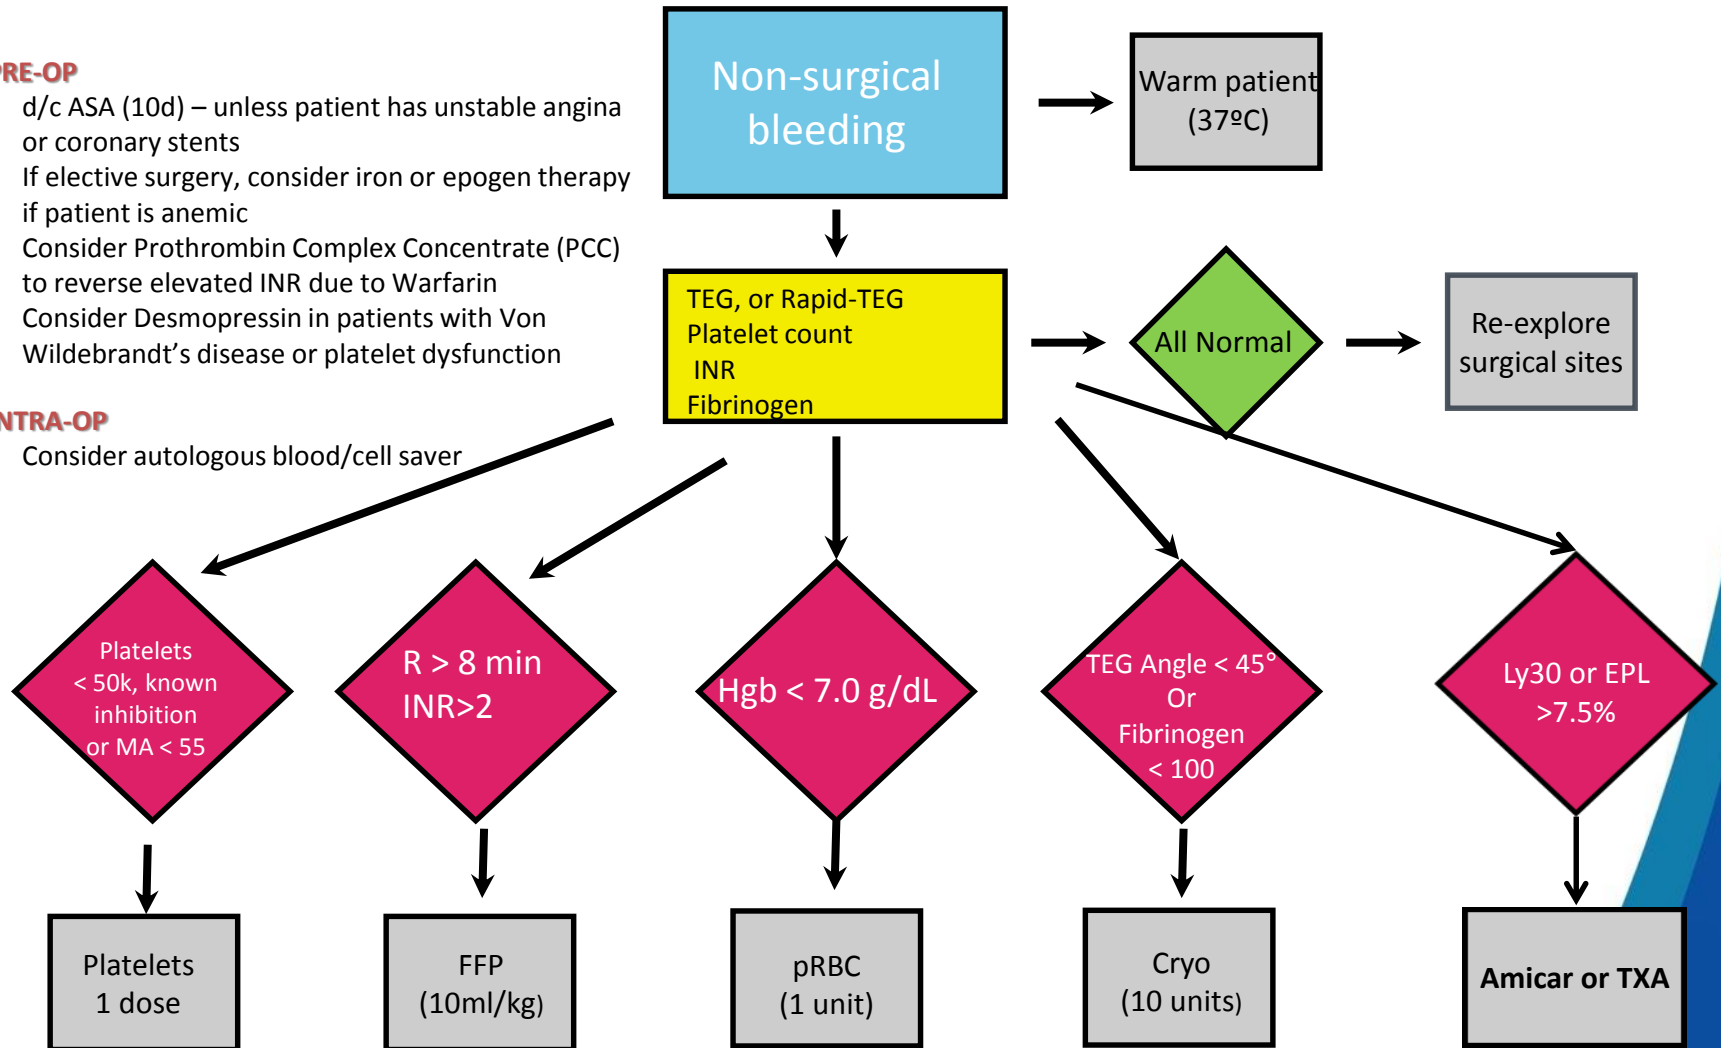 PRE-OP
d/c ASA (10d) – unless patient has unstable angina
or coronary stents
If elective surgery, consider iron or epogen therapy
if patient is anemic
Consider Prothrombin Complex Concentrate (PCC)
to reverse elevated INR due to Warfarin
Consider Desmopressin in patients with Von
Wildebrandt's disease or platelet dysfunction
NTRA-OP
Consider autologous blood/cell saver
Non-surgical
bleeding
Warm patient
(37ºC)
TEG, or Rapid-TEG
Platelet count
INR
Fibrinogen
All Normal
Re-explore
surgical sites
Platelets
< 50k, known
inhibition
or MA < 55
R > 8 min
INR>2
Hgb < 7.0 g/dL
TEG Angle < 45°
Or
Fibrinogen
< 100
Ly30 or EPL
>7.5%
Platelets
1 dose
FFP
(10ml/kg)
pRBC
(1 unit)
Cryo
(10 units)
Amicar or TXA